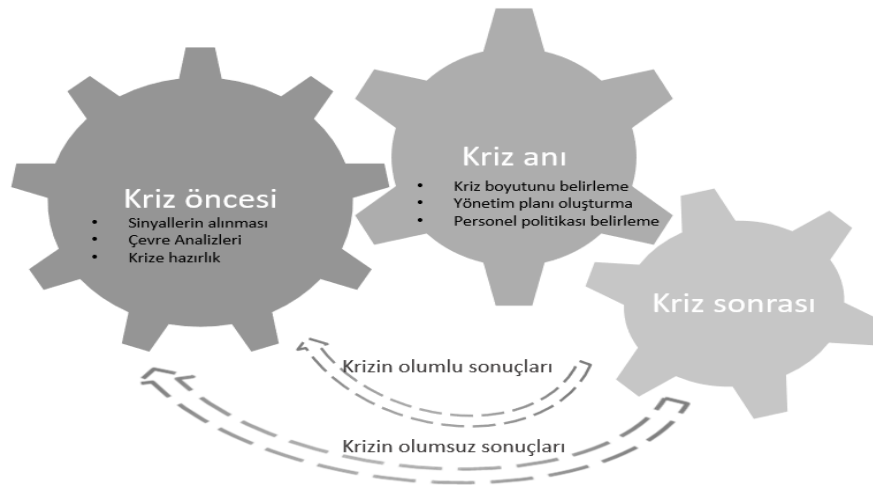 Kriz öncesi
• Sinyallerin alınması
• Çevre Analizleri
• Krize hazırlık
Kriz anı
• Kriz boyutunu belirleme
• Yönetim planı oluşturma
• Personel politikası belirleme
Kriz sonrası
Krizin olumlu sonuçları
Krizin olumsuz sonuçları